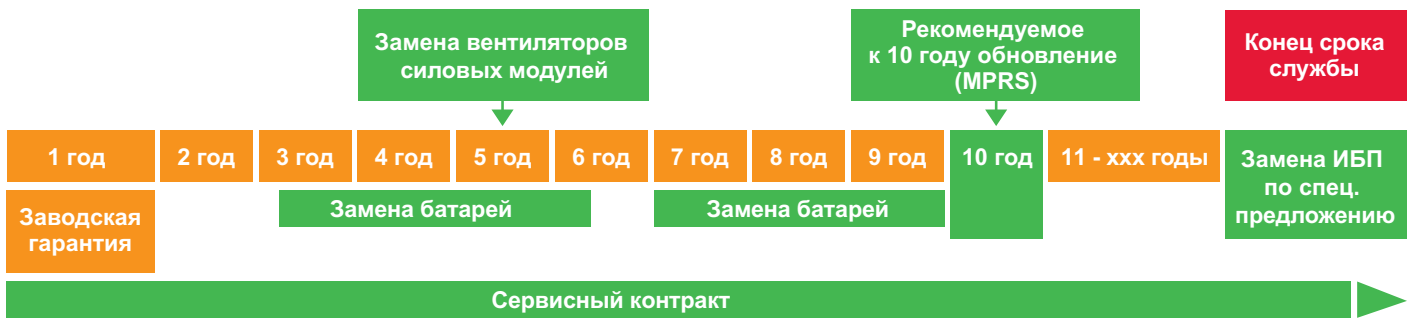 Замена вентиляторов
силовых модулей
Рекомендуемое
к 10 году обновление
(MPRS)
Конец срока
службы
1 год
2 год
3 год
4 год
5 год
6 год
7 год
8 год
9 год
10 год
11 - xxx годы
Замена ИБП
по спец.
предложению
Заводская
гарантия
Замена батарей
Замена батарей
Сервисный контракт